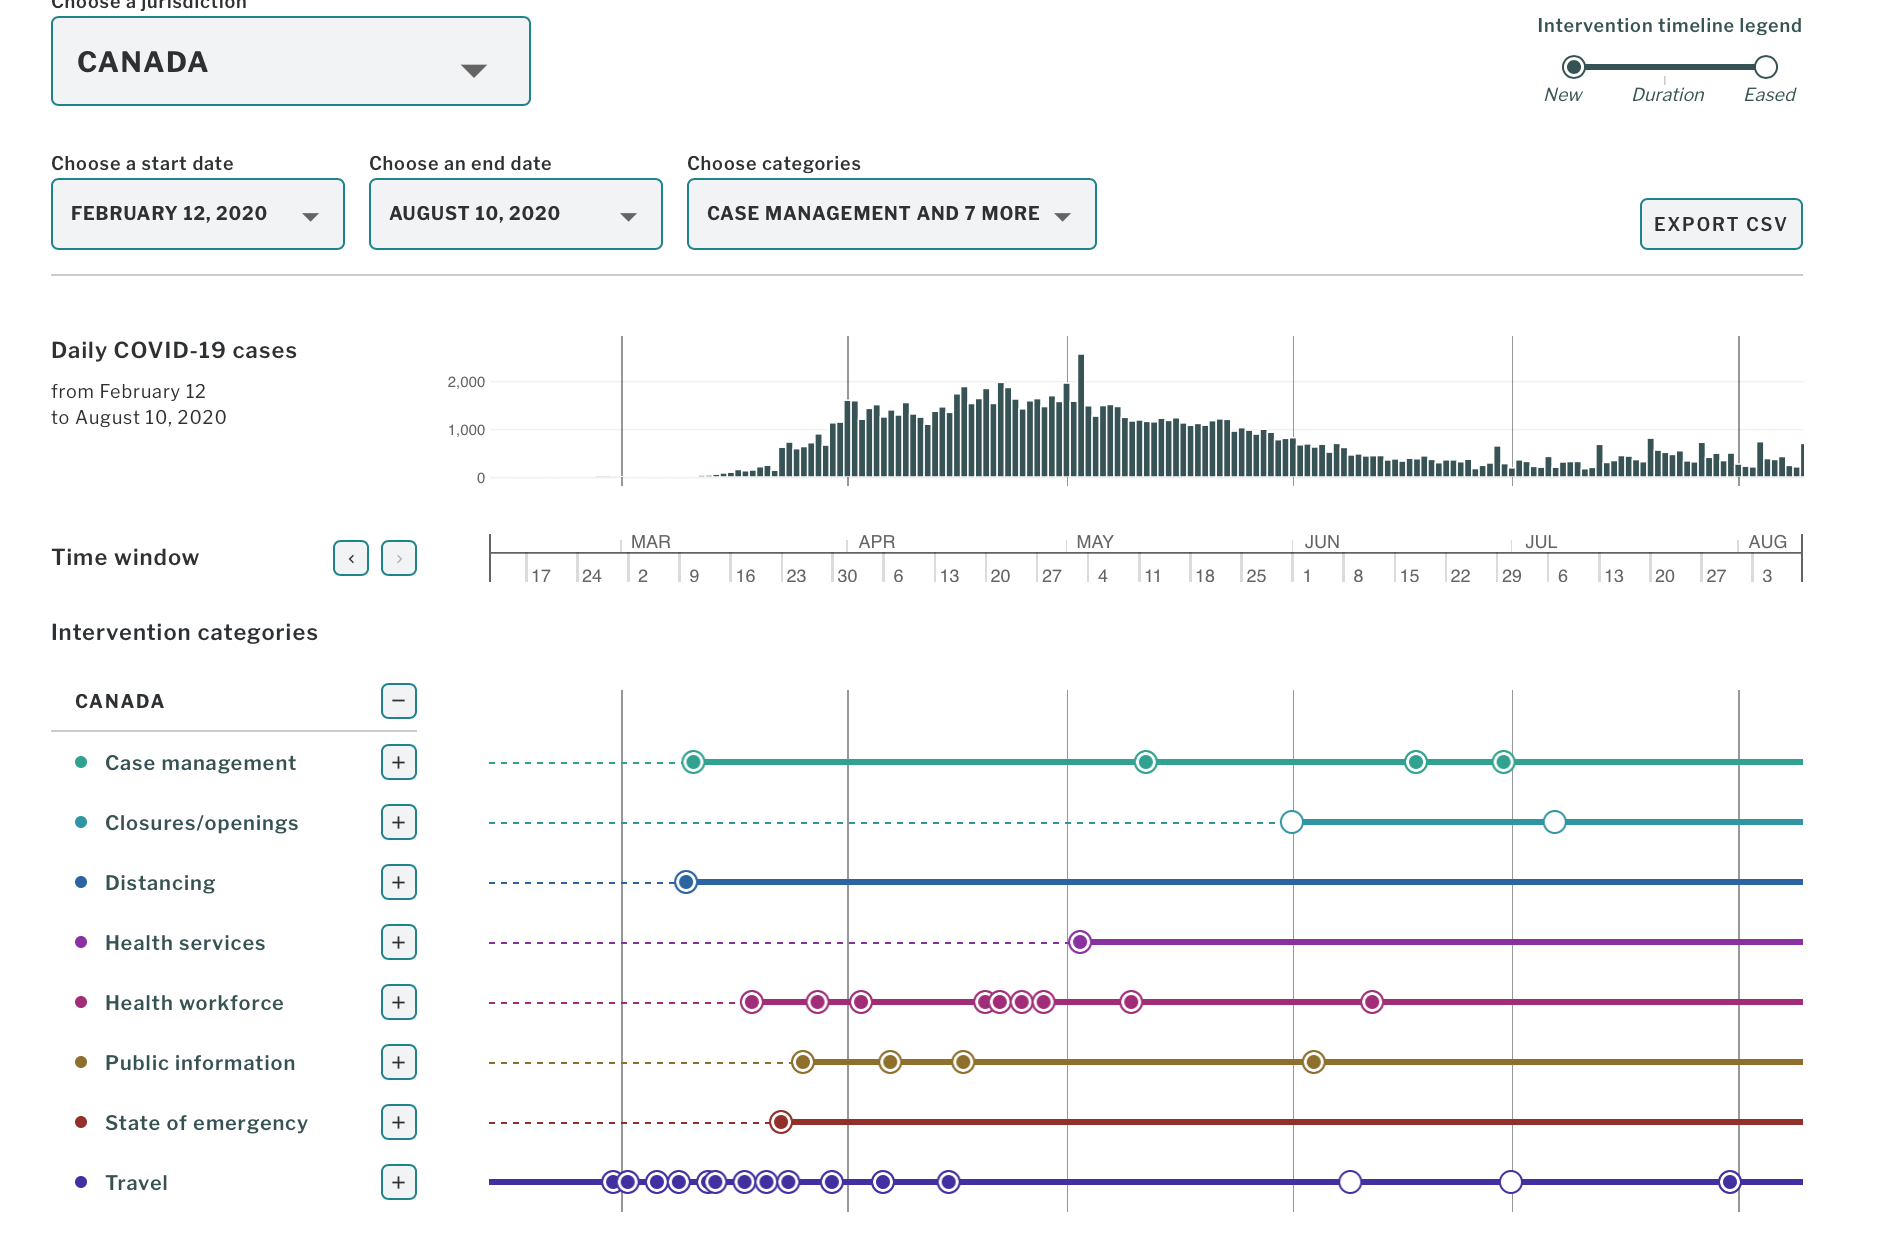 Choose a jurisdiction
CANADA
Intervention timeline legend
New Duration Eased
Choose a start date
FEBRUARY 12, 2020
Choose an end date
AUGUST 10, 2020
Choose categories
CASE MANAGEMENT AND 7 MORE
EXPORT CSV
Daily COVID-19 cases
from February 12
to August 10, 2020
2,000
1,000
0
Time window
‹ ›
MAR APR MAY JUN JUL AUG
17 24 2 9 16 23 30 6 13 20 27 4 11 18 25 1 8 15 22 29 6 13 20 27 3
Intervention categories
CANADA −
Case management +
Closures/openings +
Distancing +
Health services +
Health workforce +
Public information +
State of emergency +
Travel +